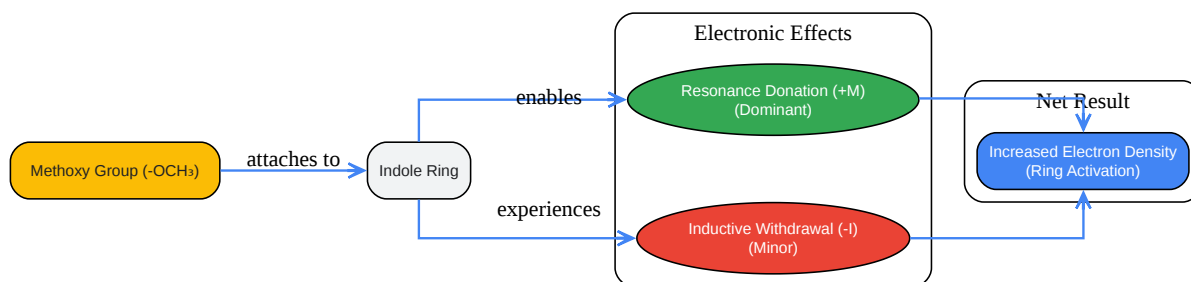 Electronic Effects
Resonance Donation (+M)
(Dominant)
enables
Net Result
Increased Electron Density
(Ring Activation)
Methoxy Group (-OCH₃)
attaches to
Indole Ring
experiences
Inductive Withdrawal (-I)
(Minor)